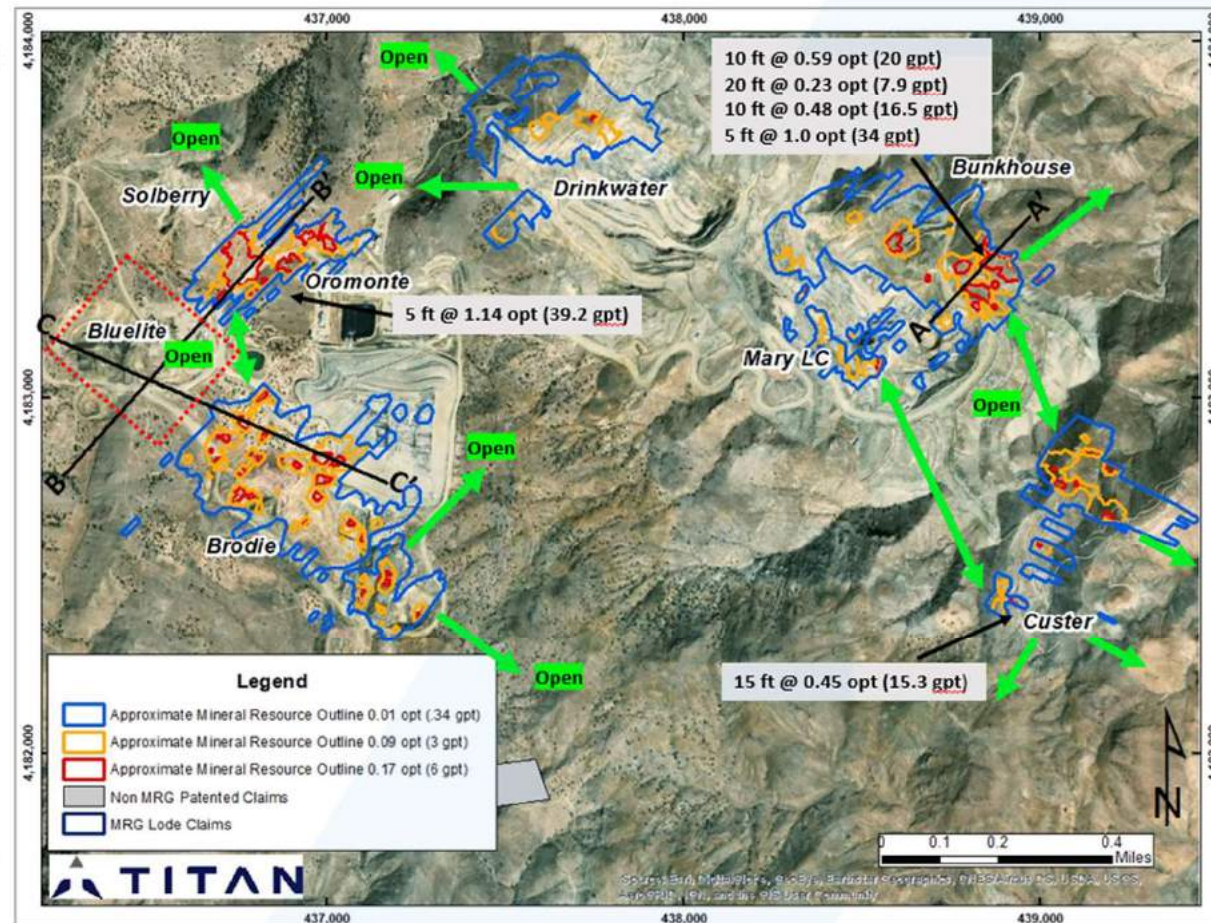 437,000
438,000
439,000
4,184,000
Open
10 ft @ 0.59 opt (20 gpt)
20 ft @ 0.23 opt (7.9 gpt)
10 ft @ 0.48 opt (16.5 gpt)
5 ft @ 1.0 opt (34 gpt)
Open
Bunkhouse
Solberry
B'
Open
Drinkwater
A'
Oromonte
5 ft @ 1.14 opt (39.2 gpt)
C
Bluelite
Open
A
Mary LC
4,183,000
Open
Open
B
C'
Brodie
Custer
Open
15 ft @ 0.45 opt (15.3 gpt)
Legend
Approximate Mineral Resource Outline 0.01 opt (.34 gpt)
Approximate Mineral Resource Outline 0.09 opt (3 gpt)
Approximate Mineral Resource Outline 0.17 opt (6 gpt)
Non MRG Patented Claims
MRG Lode Claims
4,182,000
N
0 0.1 0.2 0.4
Miles
TITAN
and the GIS User Community
437,000
438,000
439,000